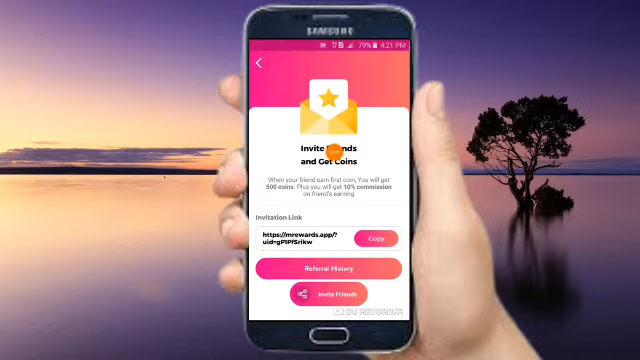 SAMSUNG
79% 4:21 PM
Invite Friends
and Get Coins
When your friend earn first coin, You will get
500 coins. Plus you will get 10% commission
on friend's earning
Invitation Link
https://mrewards.app/?
uid=gP1PfSrikw
Copy
Referral History
Invite Friends
DU RECORDER